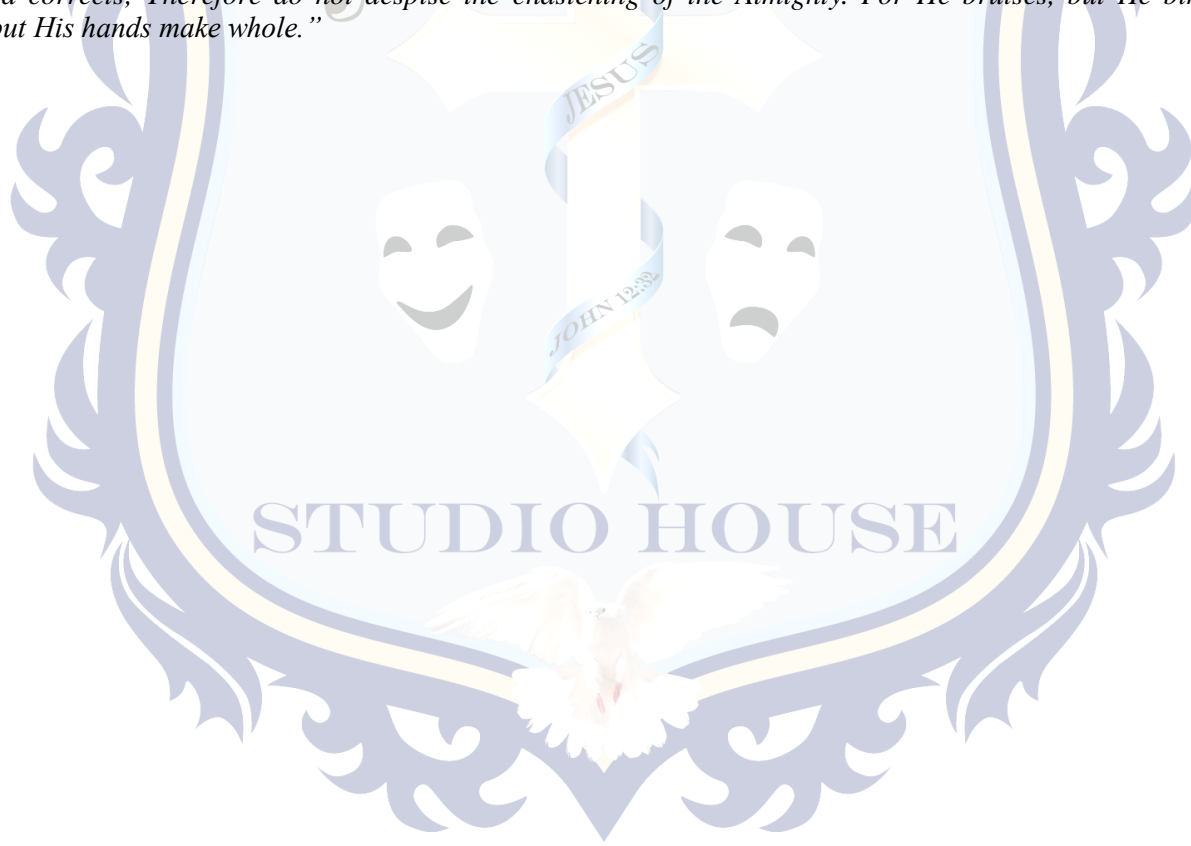 corrects, Therefore do not despise the chastening of the Almighty. For He bruises, but He
but His hands make whole.”
JESUS
JOHN 12:32
STUDIO HOUSE